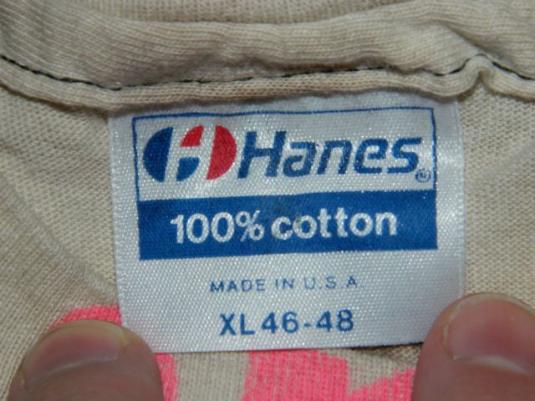 Hanes®
100% cotton
MADE IN U.S.A
XL 46-48